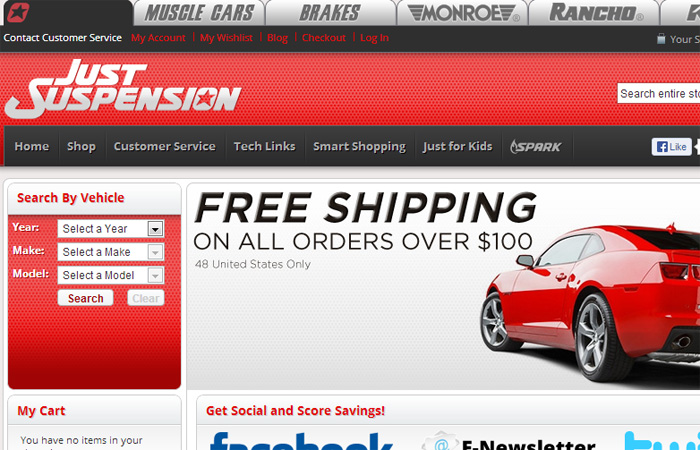 MUSCLE CARS BRAKES MONROE RANCHO
Contact Customer Service My Account My Wishlist Blog Checkout Log In Your S
JUST SUSPENSION
Search entire sto
Home Shop Customer Service Tech Links Smart Shopping Just for Kids SPARK Like
Search By Vehicle
Year: Select a Year
Make: Select a Make
Model: Select a Model
Search Clear
FREE SHIPPING
ON ALL ORDERS OVER $100
48 United States Only
My Cart
You have no items in your
Get Social and Score Savings!
facebook E-Newsletter twit